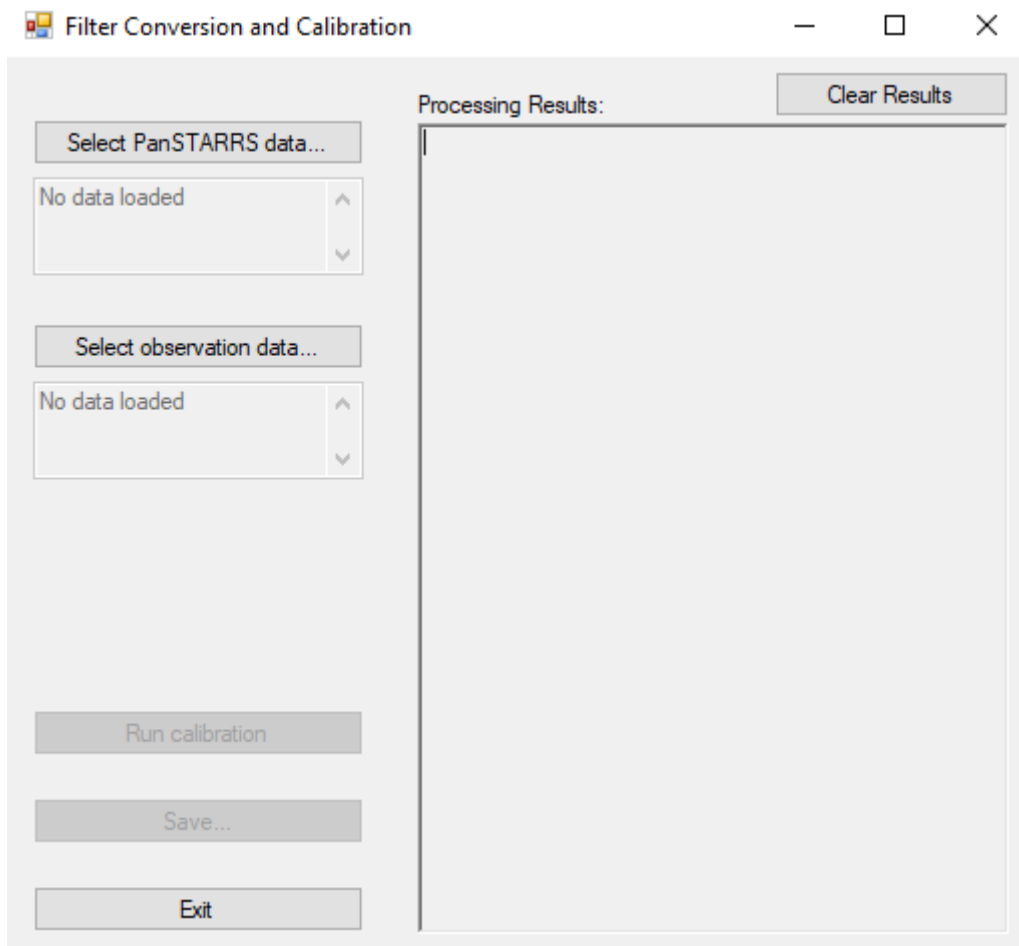 Filter Conversion and Calibration
Clear Results
Processing Results:
Select PanSTARRS data...
No data loaded
Select observation data...
No data loaded
Run calibration
Save...
Exit